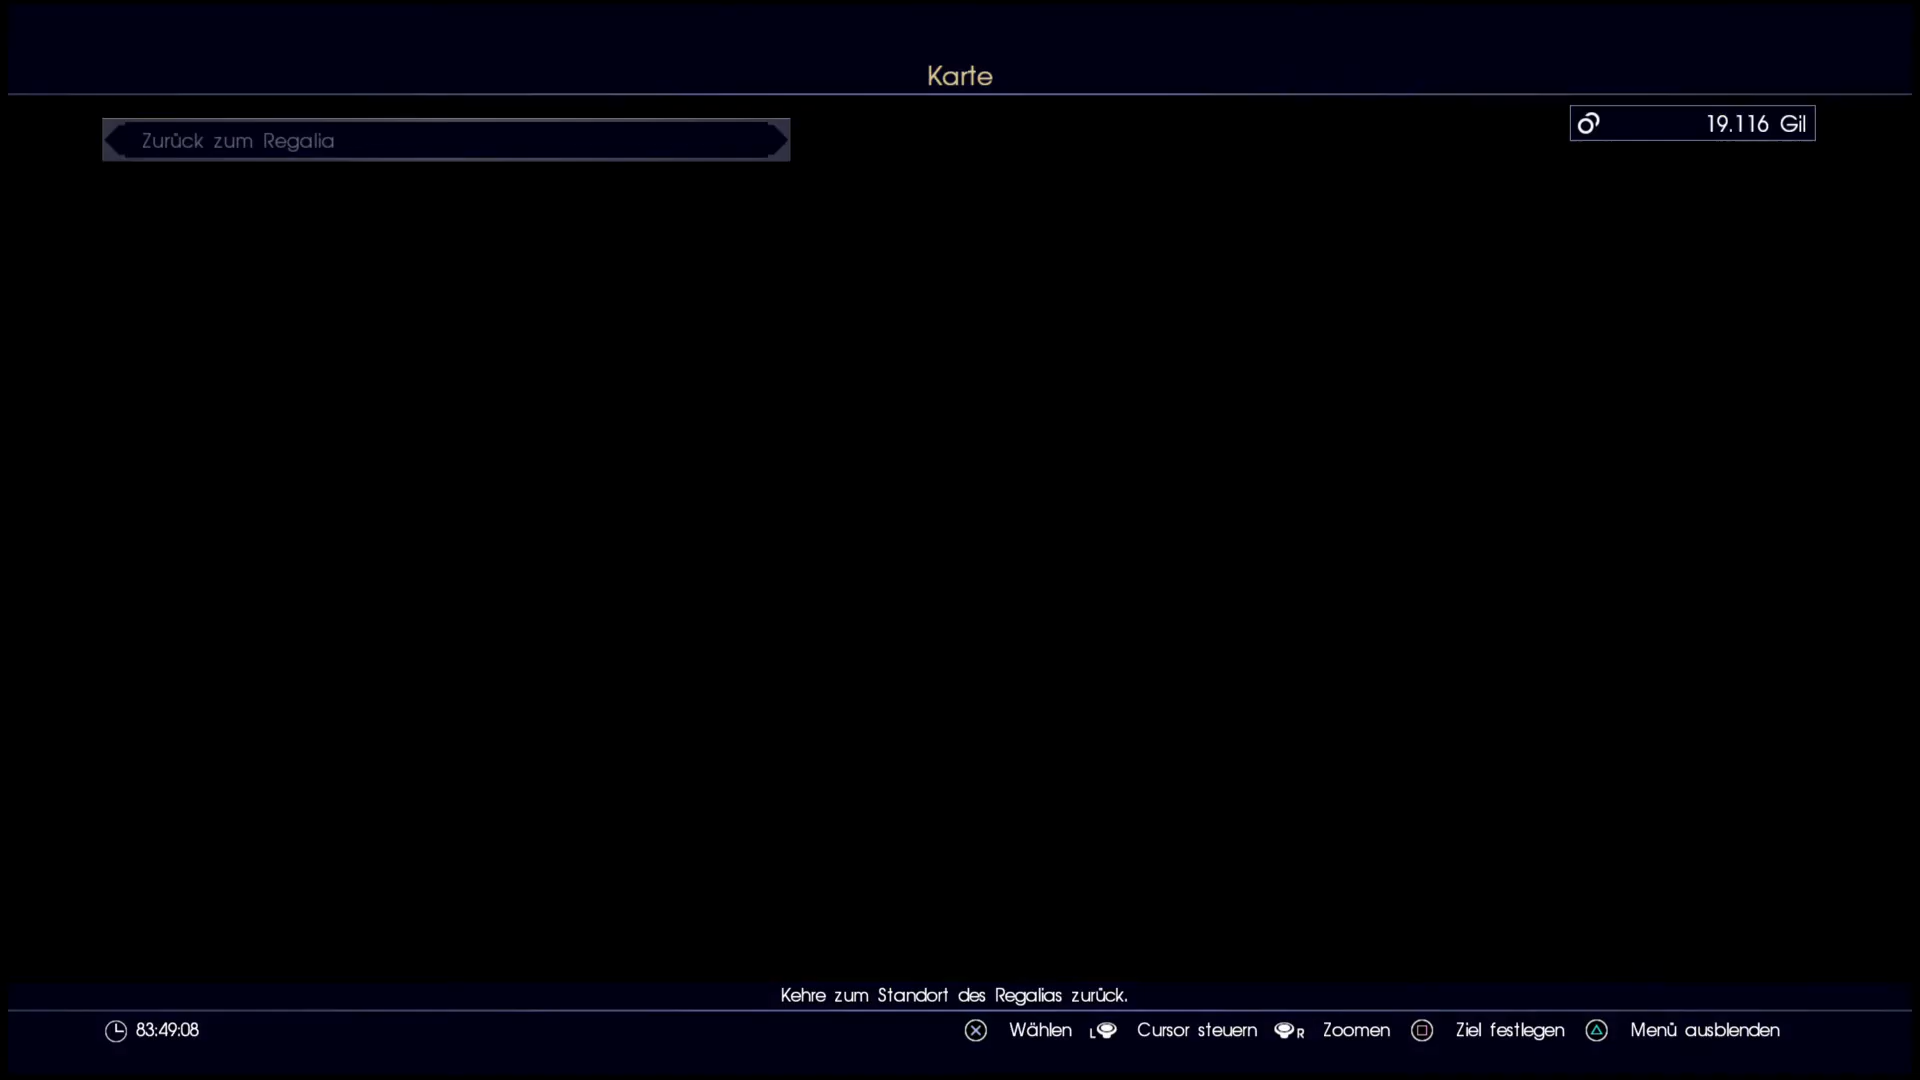 Karte
Zurück zum Regalia
19.116 Gil
Kehre zum Standort des Regalias zurück.
83:49:08
Wählen L Cursor steuern R Zoomen Ziel festlegen Menü ausblenden